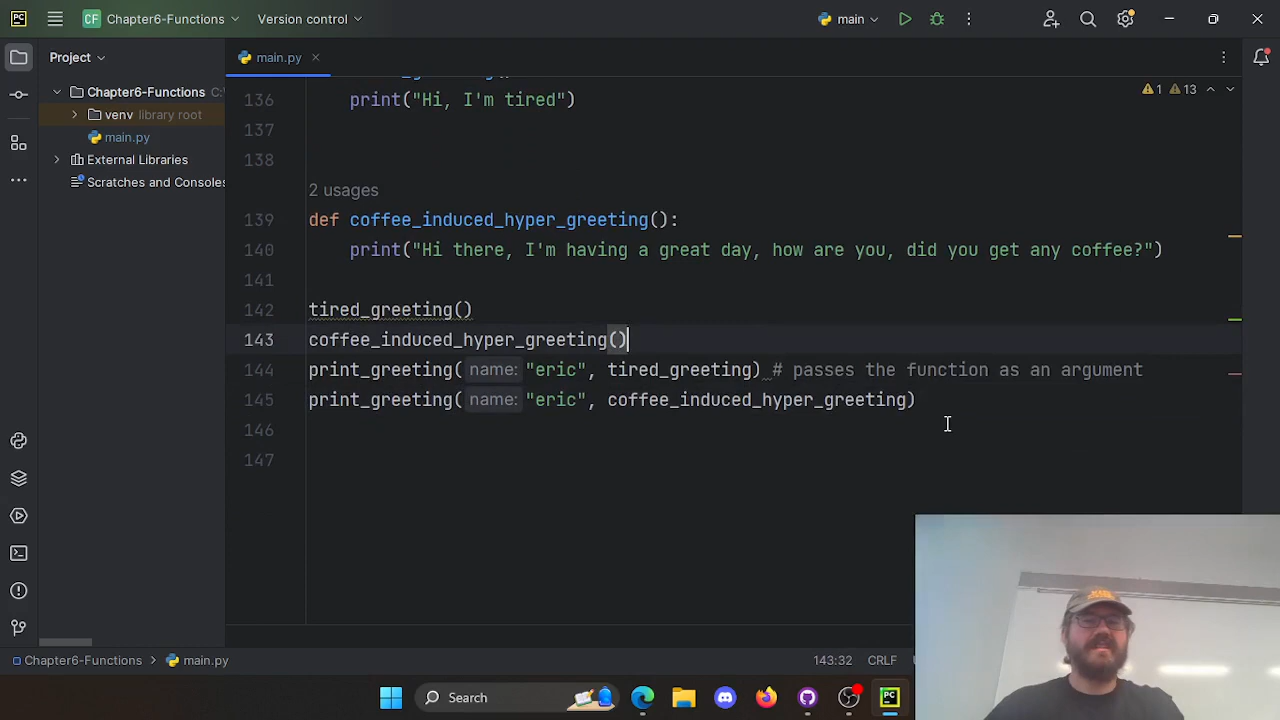 PC
CF Chapter6-Functions
Version control
main
Project
main.py
Chapter6-Functions C:\
venv library root
main.py
External Libraries
Scratches and Consoles
1 13
136 print("Hi, I'm tired")
137
138
2 usages
139 def coffee_induced_hyper_greeting():
140 print("Hi there, I'm having a great day, how are you, did you get any coffee?")
141
142 tired_greeting()
143 coffee_induced_hyper_greeting()
144 print_greeting( name: "eric", tired_greeting) # passes the function as an argument
145 print_greeting( name: "eric", coffee_induced_hyper_greeting)
146
147
Chapter6-Functions > main.py
143:32 CRLF
Search
PC